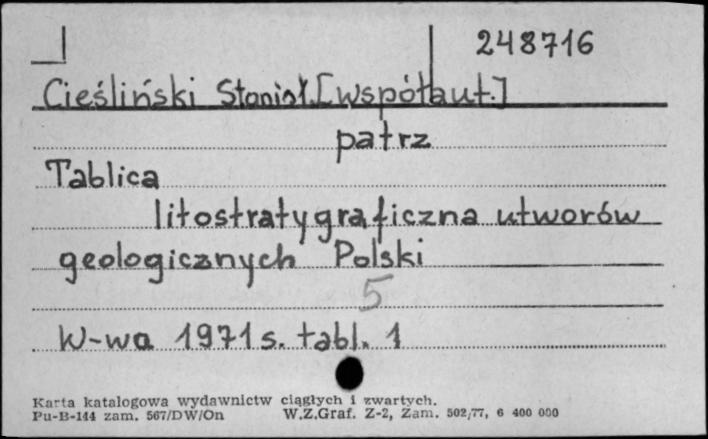 248716
Cieśliński Stanisł. [współaut.]
patrz
Tablica
litostratygraficzna utworów
geologicznych Polski
5
W-wa 1971 s. tabl. 1
Karta katalogowa wydawnictw ciągłych i zwartych.
Pu-B-144 zam. 567/DW/On W.Z.Graf. Z-2, Zam. 502/77, 6 400 000